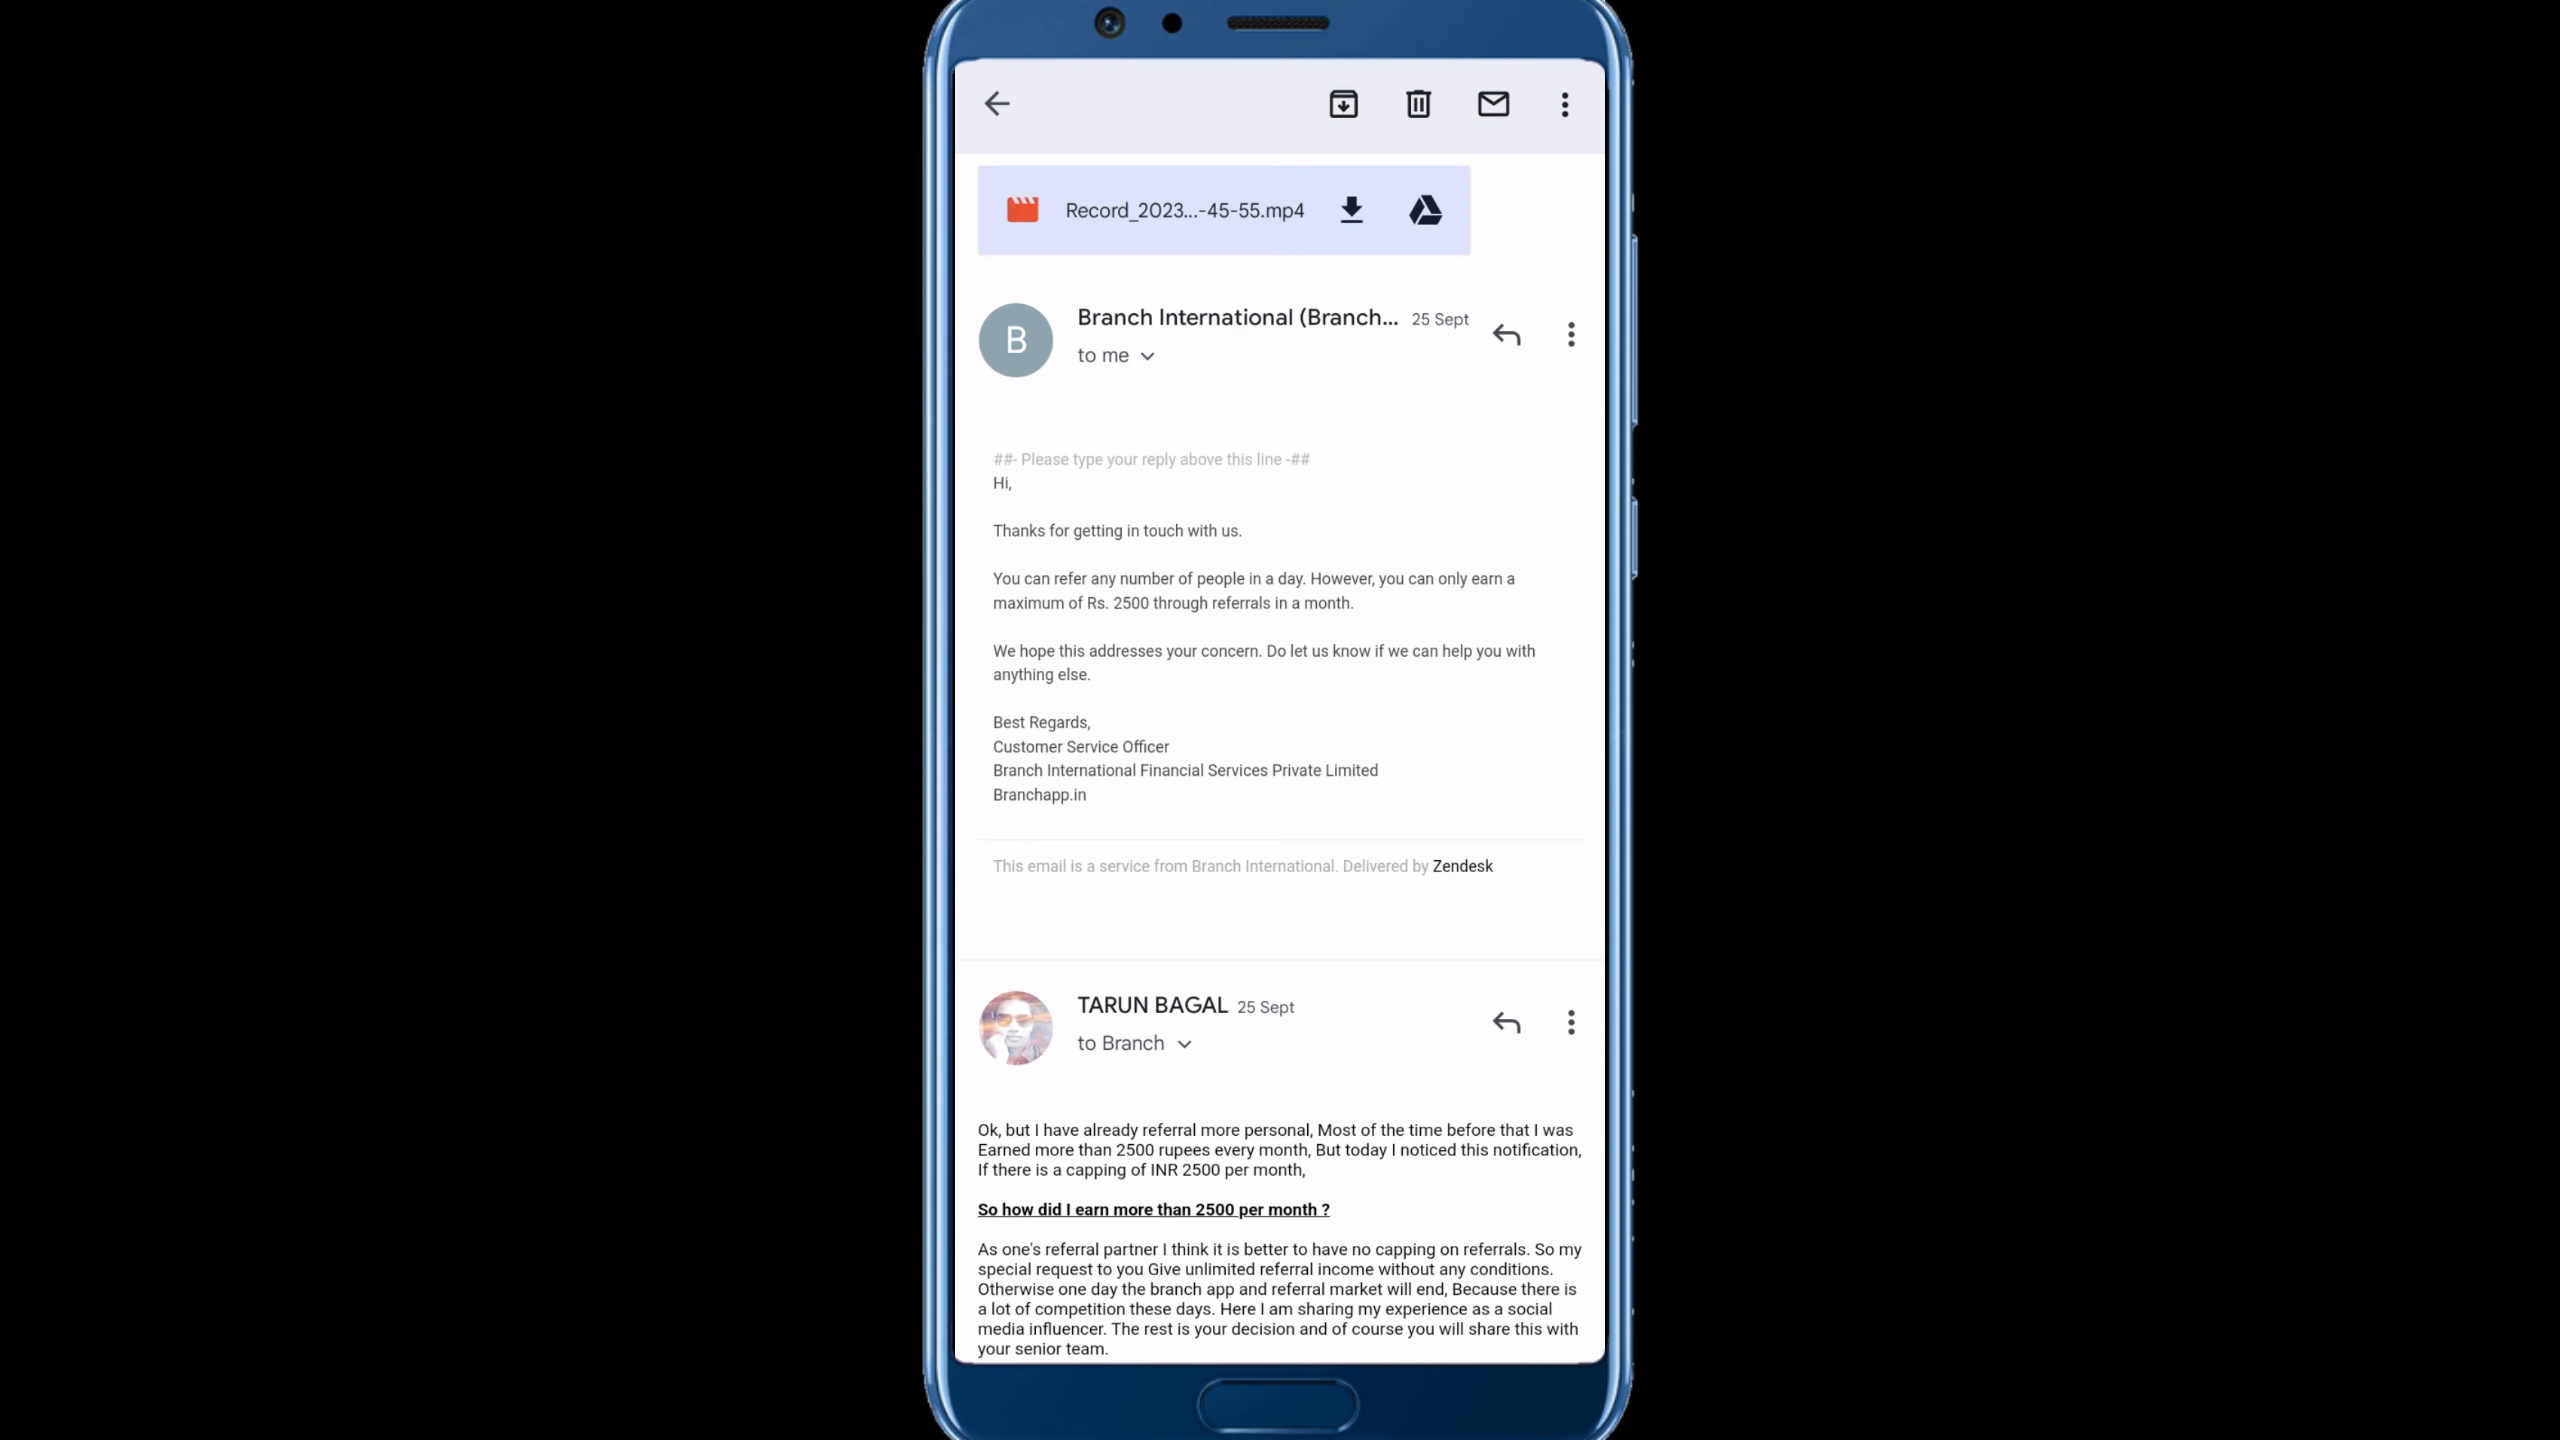 Record_2023...-45-55.mp4
B
Branch International (Branch... 25 Sept
to me
##- Please type your reply above this line -##
Hi,
Thanks for getting in touch with us.
You can refer any number of people in a day. However, you can only earn a
maximum of Rs. 2500 through referrals in a month.
We hope this addresses your concern. Do let us know if we can help you with
anything else.
Best Regards,
Customer Service Officer
Branch International Financial Services Private Limited
Branchapp.in
This email is a service from Branch International. Delivered by Zendesk
TARUN BAGAL 25 Sept
to Branch
Ok, but I have already referral more personal, Most of the time before that I was
Earned more than 2500 rupees every month, But today I noticed this notification,
If there is a capping of INR 2500 per month,
So how did I earn more than 2500 per month ?
As one's referral partner I think it is better to have no capping on referrals. So my
special request to you Give unlimited referral income without any conditions.
Otherwise one day the branch app and referral market will end, Because there is
a lot of competition these days. Here I am sharing my experience as a social
media influencer. The rest is your decision and of course you will share this with
your senior team.